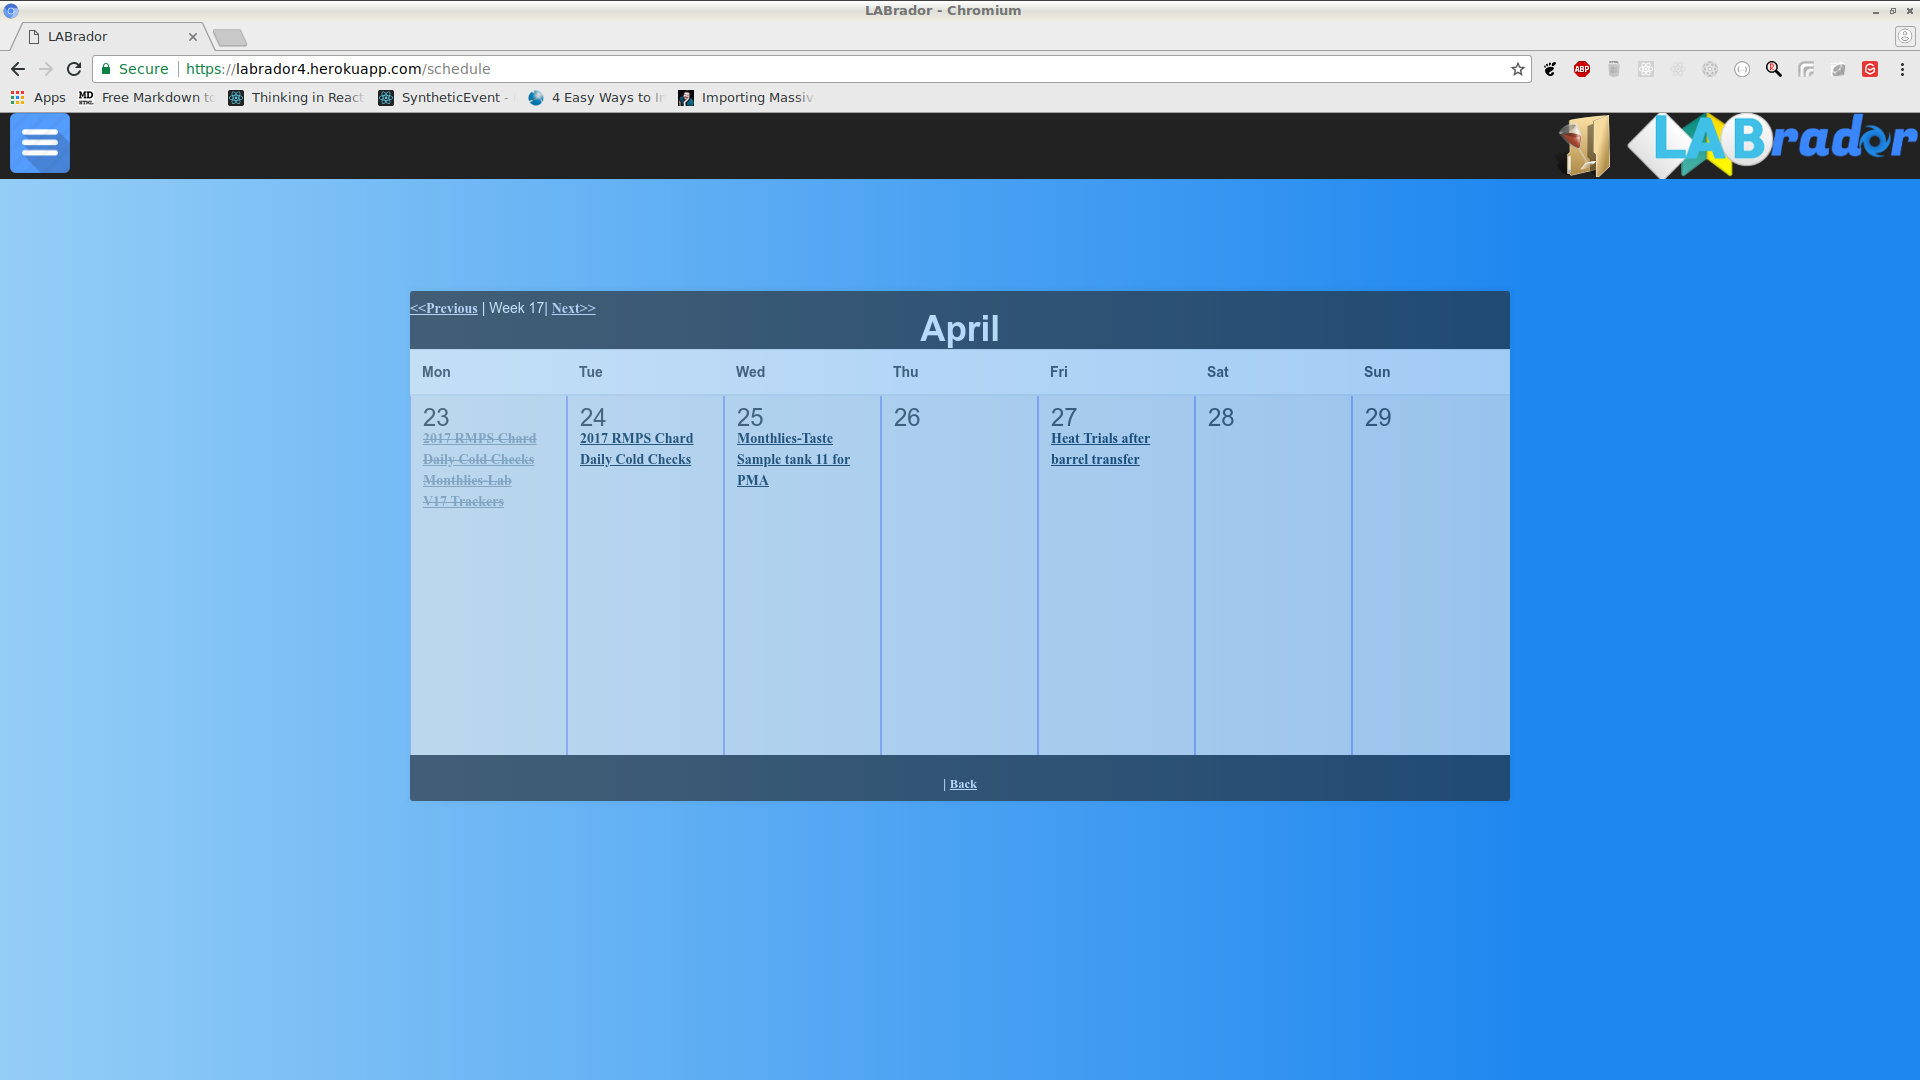 LABrador - Chromium
LABrador
Secure https://labrador4.herokuapp.com/schedule
ABP
Apps MD HTML Free Markdown to Thinking in React SyntheticEvent - 4 Easy Ways to Importing Massiv
LABrador
<<Previous | Week 17| Next>>
April
Mon Tue Wed Thu Fri Sat Sun
23 24 25 26 27 28 29
2017 RMPS Chard 2017 RMPS Chard Monthlies-Taste Heat Trials after
Daily Cold Checks Daily Cold Checks Sample tank 11 for barrel transfer
Monthlies-Lab PMA
V17 Trackers
| Back